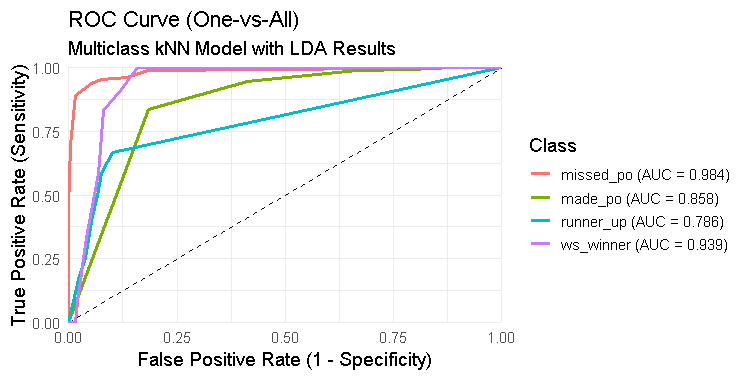 ROC Curve (One-vs-All)
Multiclass kNN Model with LDA Results
True Positive Rate (Sensitivity)
1.00
0.75
0.50
0.25
0.00
0.00 0.25 0.50 0.75 1.00
False Positive Rate (1 - Specificity)
Class
missed_po (AUC = 0.984)
made_po (AUC = 0.858)
runner_up (AUC = 0.786)
ws_winner (AUC = 0.939)